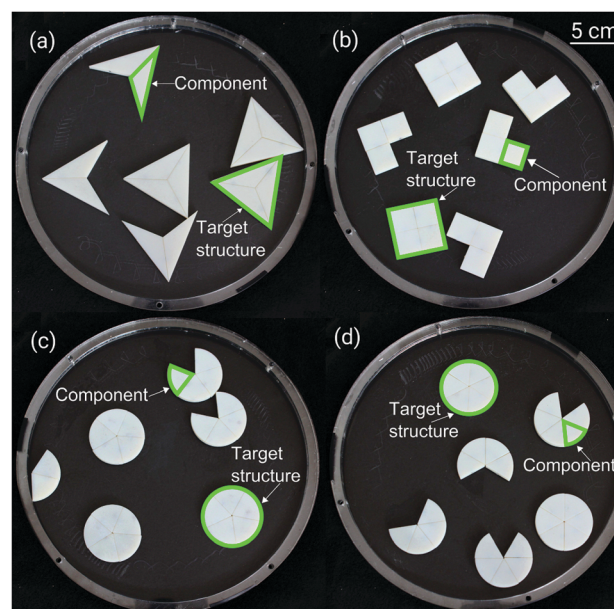 (a)
Component
Target
structure
(b)
5 cm
Target
structure
Component
(c)
Component
Target
structure
(d)
Target
structure
Component